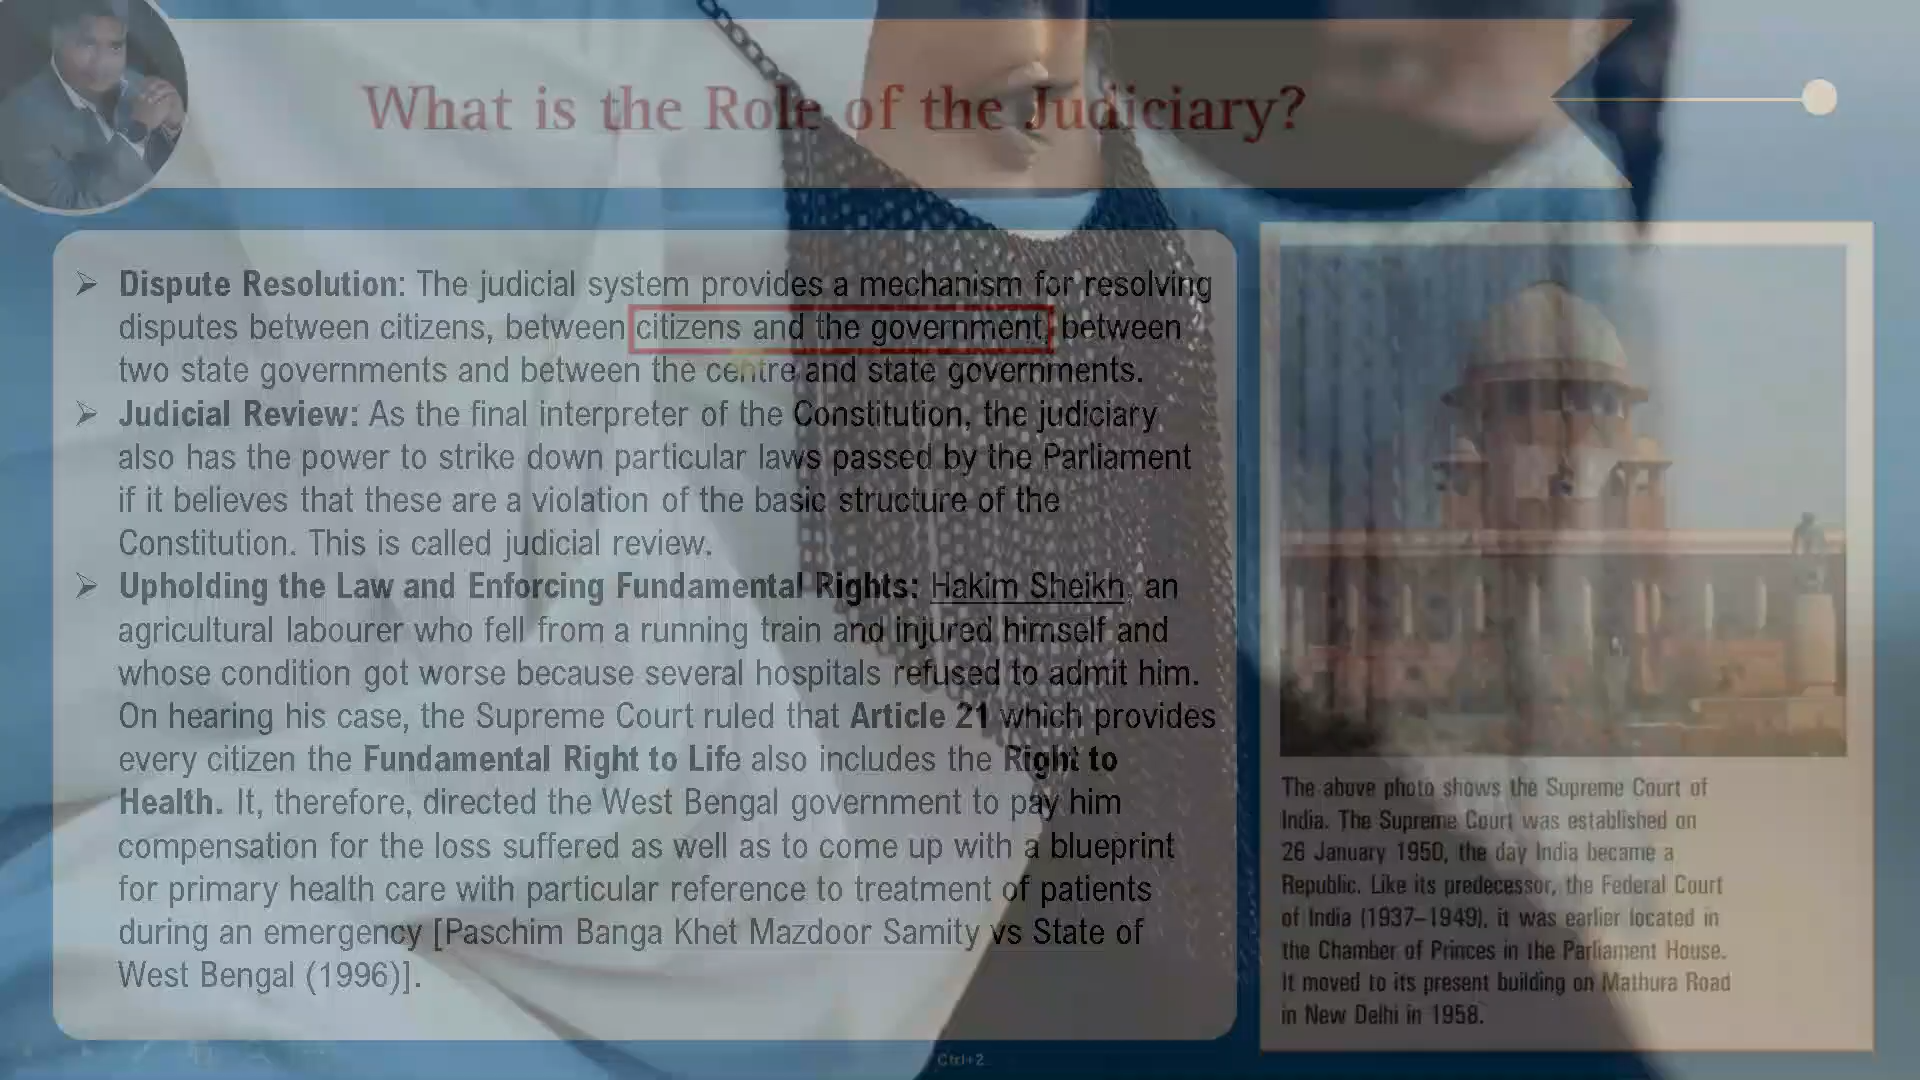 What is the Role of the Judiciary?
➢ Dispute Resolution: The judicial system provides a mechanism for resolving
disputes between citizens, between citizens and the government, between
two state governments and between the centre and state governments.
➢ Judicial Review: As the final interpreter of the Constitution, the judiciary
also has the power to strike down particular laws passed by the Parliament
if it believes that these are a violation of the basic structure of the
Constitution. This is called judicial review.
➢ Upholding the Law and Enforcing Fundamental Rights: Hakim Sheikh, an
agricultural labourer who fell from a running train and injured himself and
whose condition got worse because several hospitals refused to admit him.
On hearing his case, the Supreme Court ruled that Article 21 which provides
every citizen the Fundamental Right to Life also includes the Right to
Health. It, therefore, directed the West Bengal government to pay him
compensation for the loss suffered as well as to come up with a blueprint
for primary health care with particular reference to treatment of patients
during an emergency [Paschim Banga Khet Mazdoor Samity vs State of
West Bengal (1996)].
The above photo shows the Supreme Court of
India. The Supreme Court was established on
26 January 1950, the day India became a
Republic. Like its predecessor, the Federal Court
of India (1937–1949), it was earlier located in
the Chamber of Princes in the Parliament House.
It moved to its present building on Mathura Road
in New Delhi in 1958.
Ctrl+2